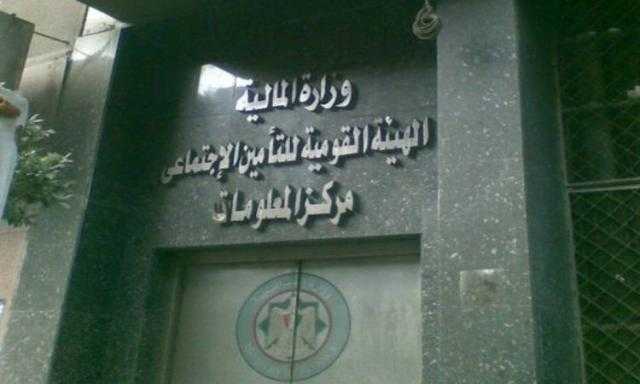 وزارة المالية
الهيئة القومية للتأمين الإجتماعى
مركز المعلومات